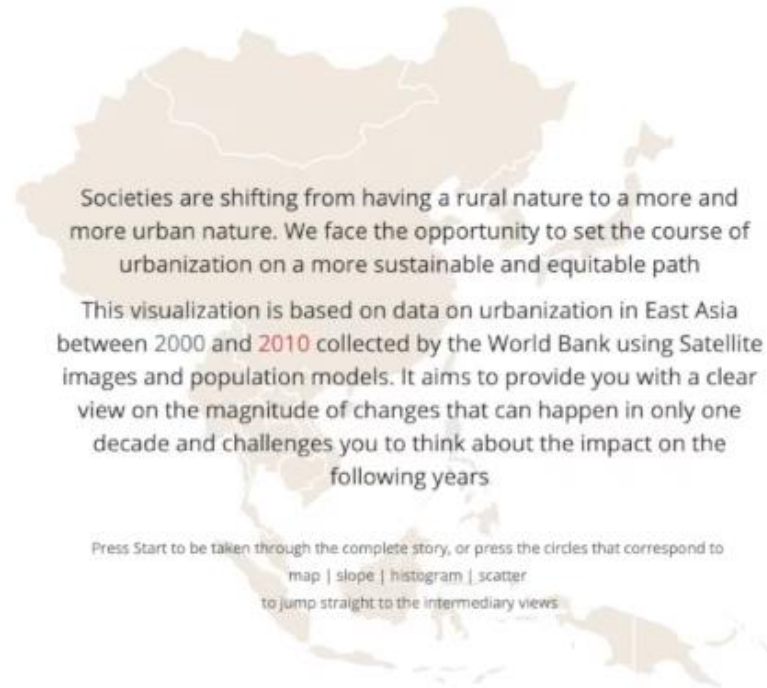 Societies are shifting from having a rural nature to a more and
more urban nature. We face the opportunity to set the course of
urbanization on a more sustainable and equitable path
This visualization is based on data on urbanization in East Asia
between 2000 and 2010 collected by the World Bank using Satellite
images and population models. It aims to provide you with a clear
view on the magnitude of changes that can happen in only one
decade and challenges you to think about the impact on the
following years
Press Start to be taken through the complete story, or press the circles that correspond to
map | slope | histogram | scatter
to jump straight to the intermediary views